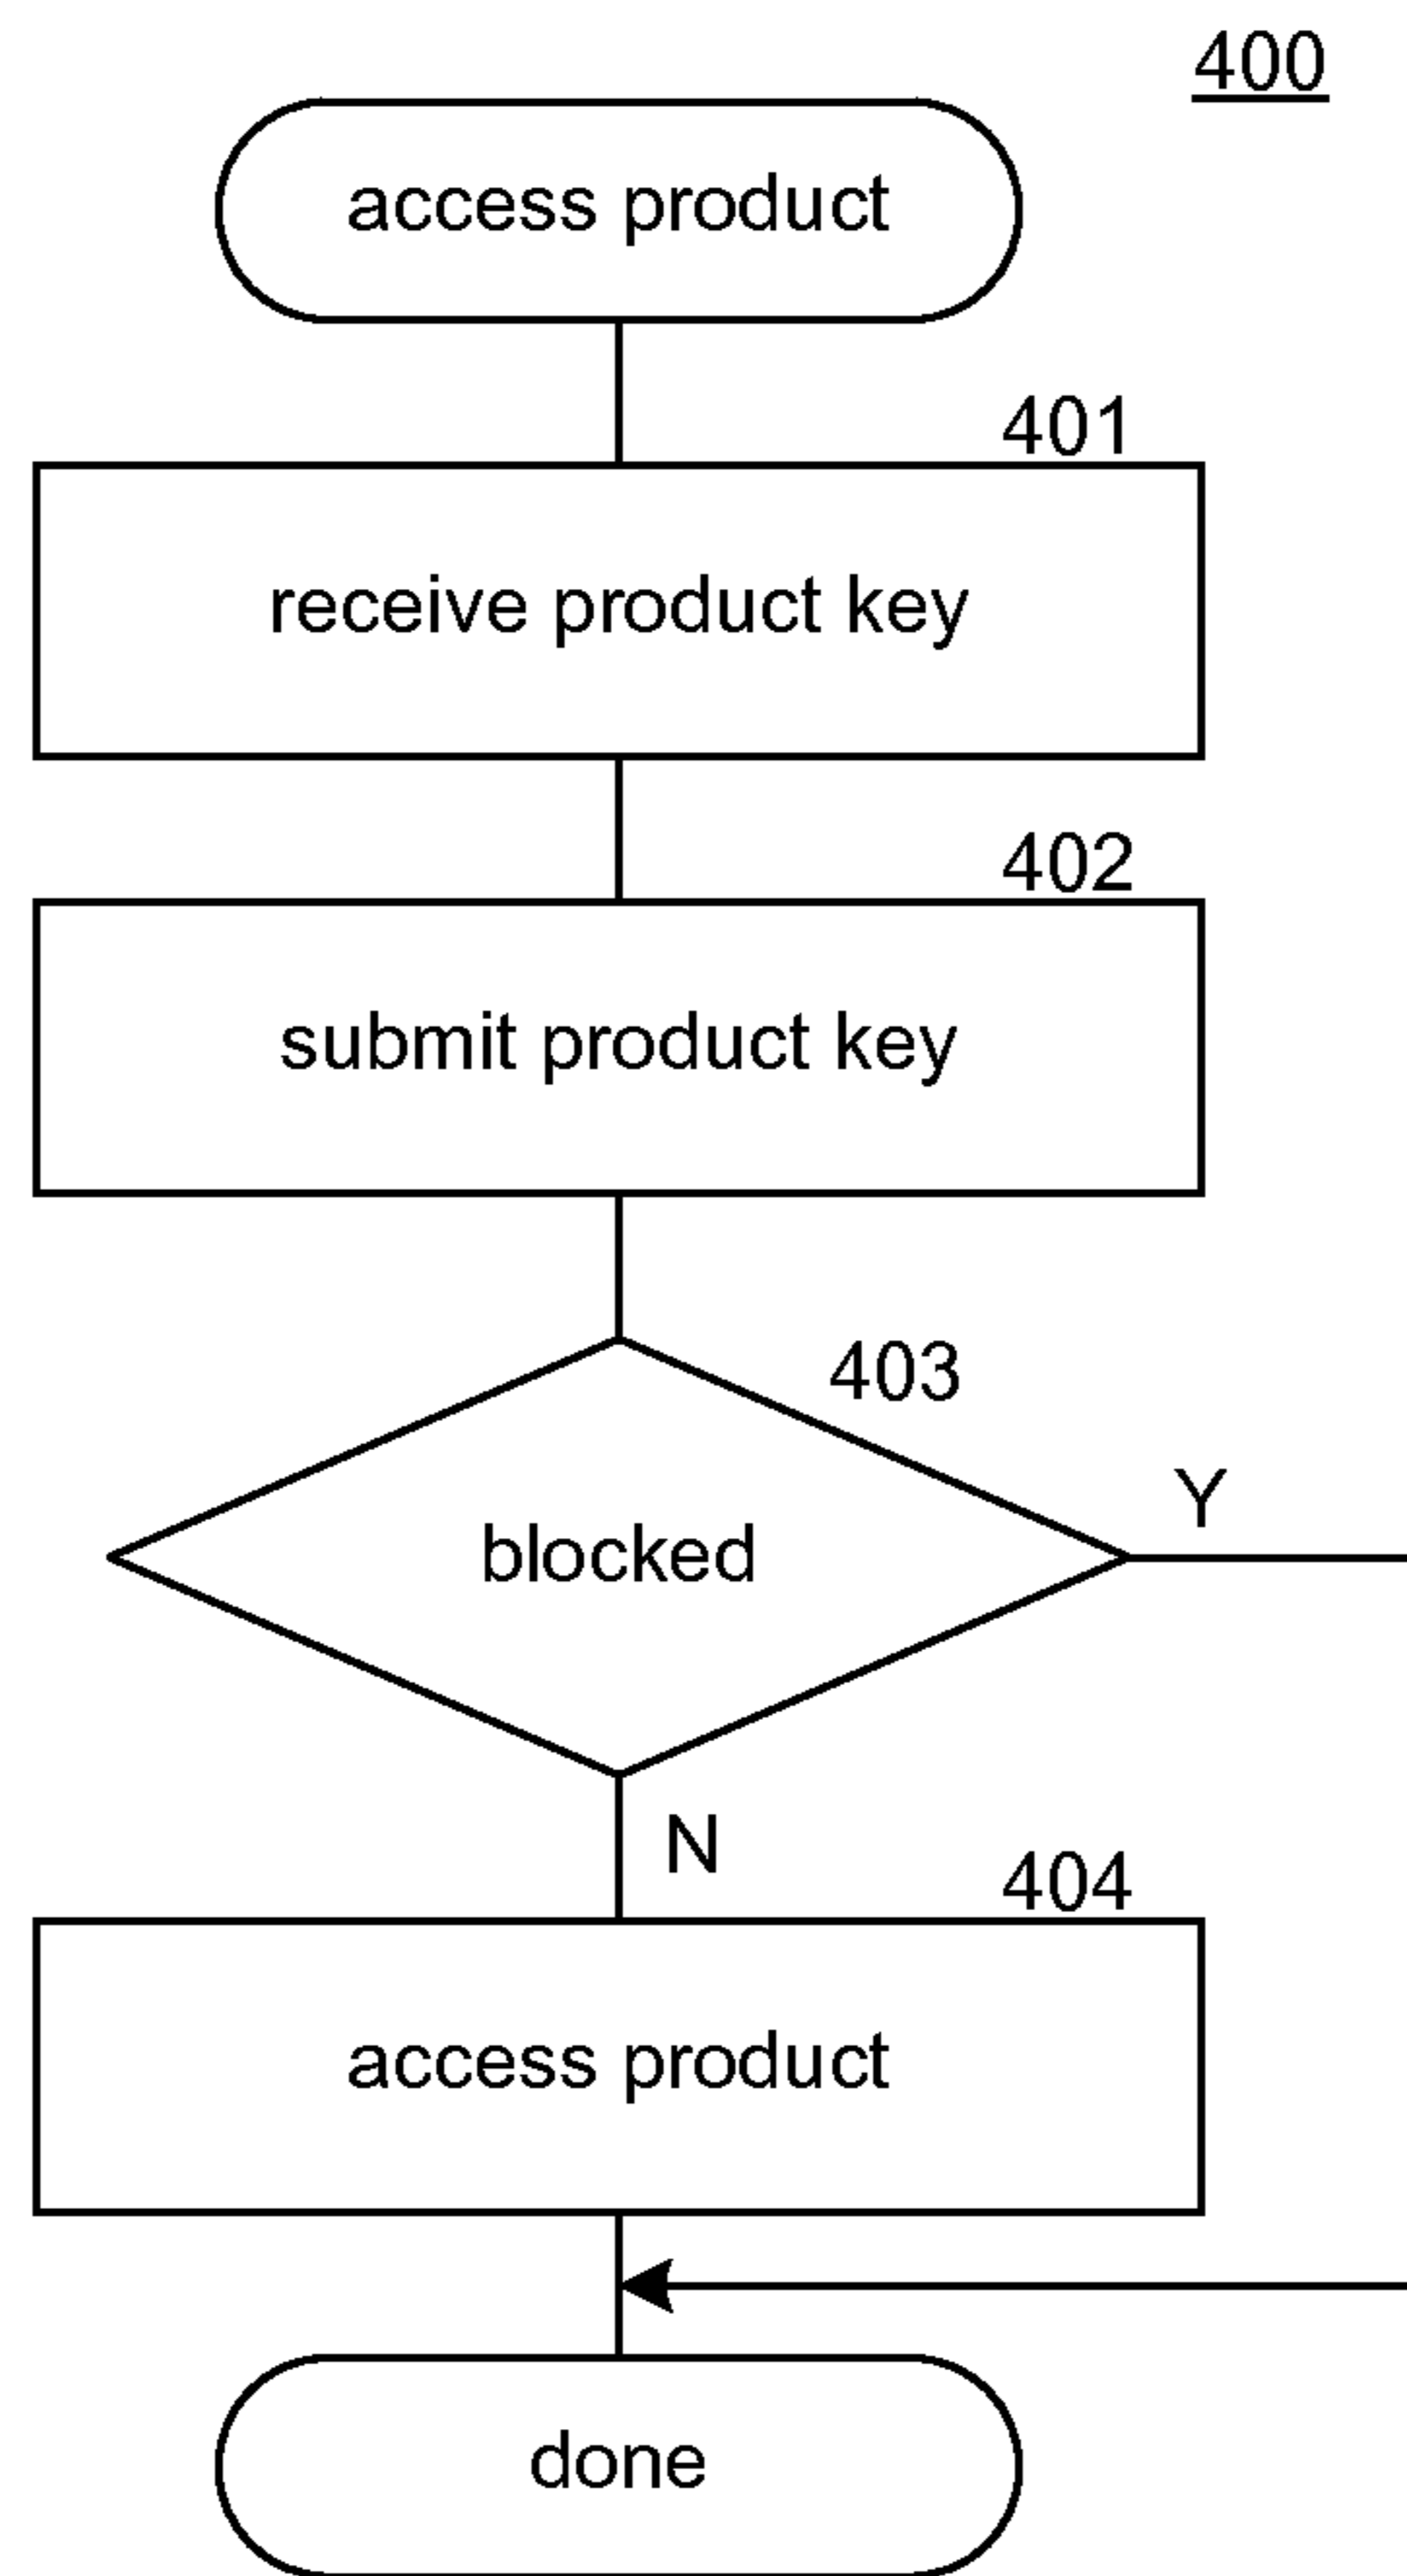 400
access product
401
receive product key
402
submit product key
403
blocked
Y
N
404
access product
done